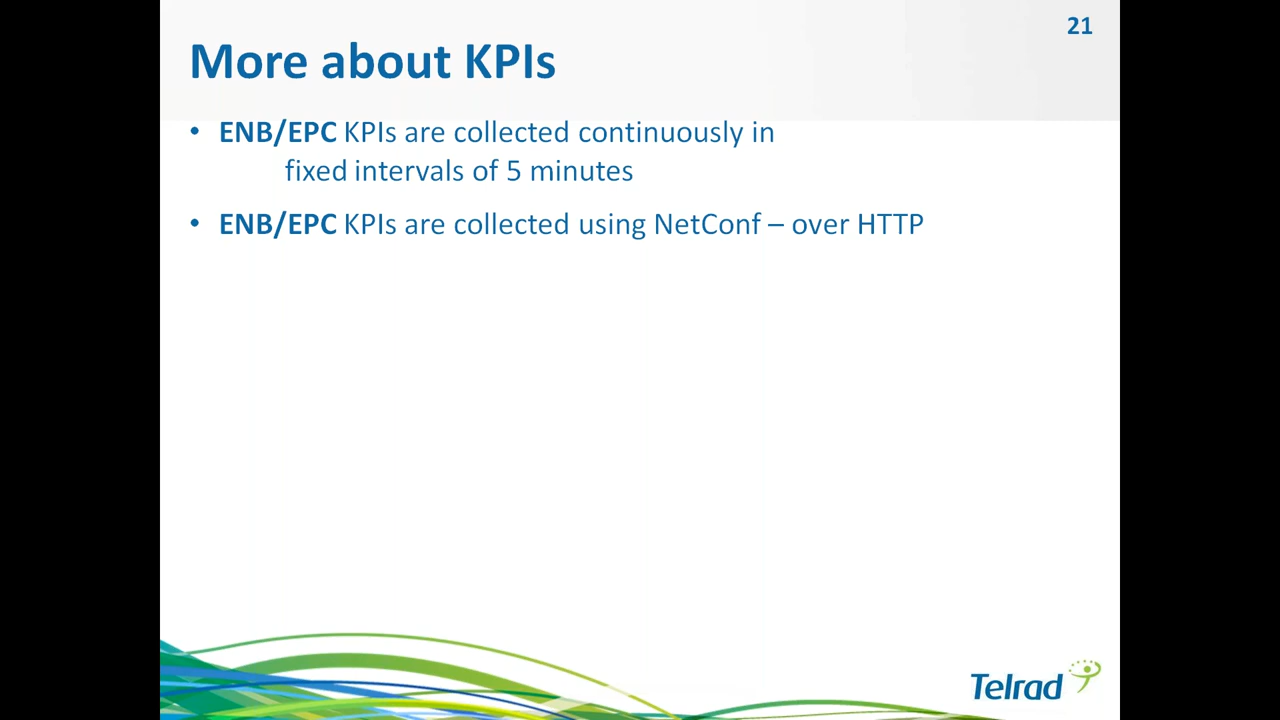 21
More about KPIs
• ENB/EPC KPIs are collected continuously in
fixed intervals of 5 minutes
• ENB/EPC KPIs are collected using NetConf – over HTTP
Telrad